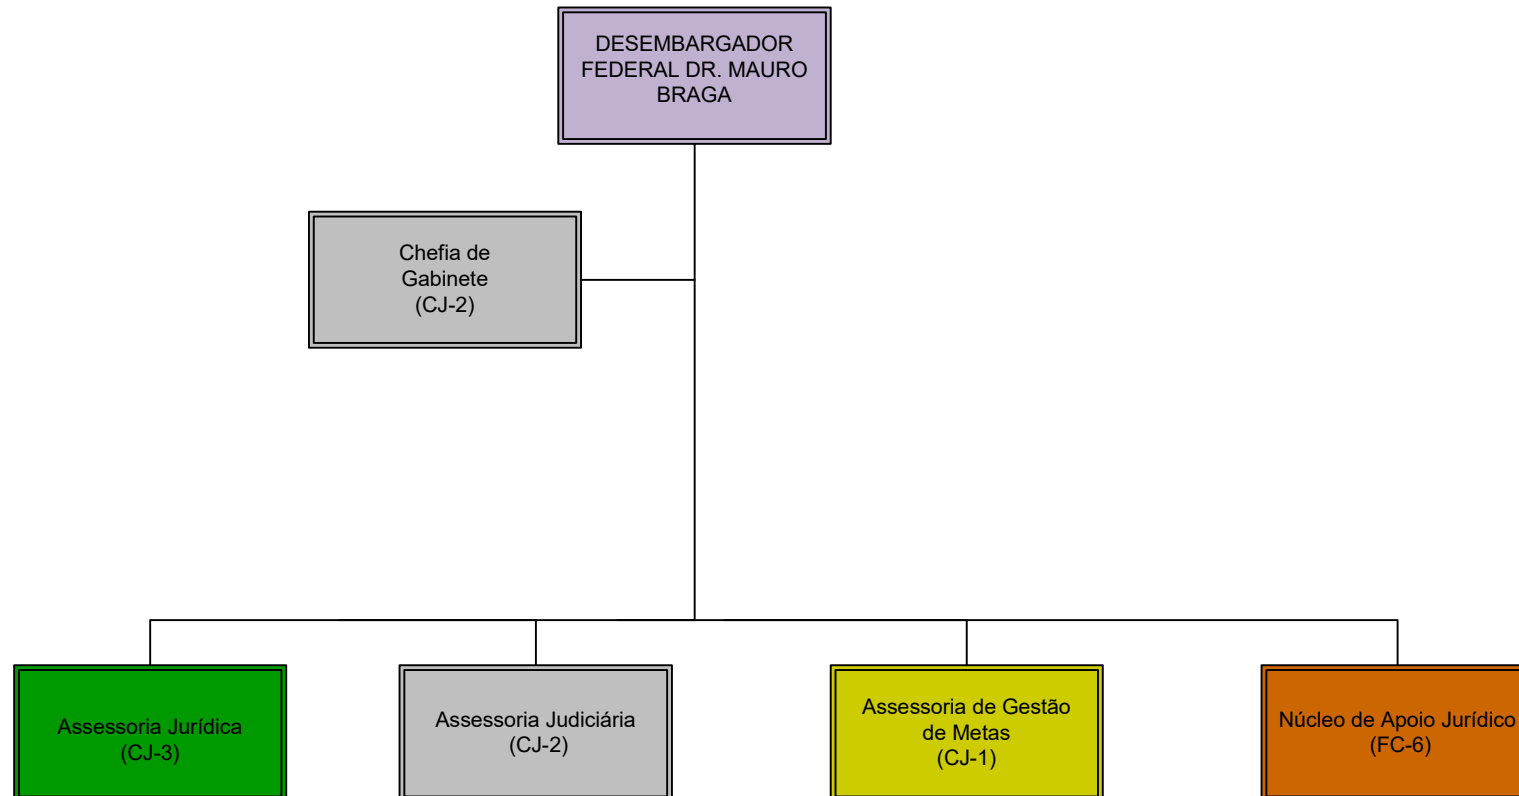 DESEMBARGADOR
FEDERAL DR. MAURO
BRAGA
Chefia de
Gabinete
(CJ-2)
Assessoria Jurídica
(CJ-3)
Assessoria Judiciária
(CJ-2)
Assessoria de Gestão
de Metas
(CJ-1)
Núcleo de Apoio Jurídico
(FC-6)